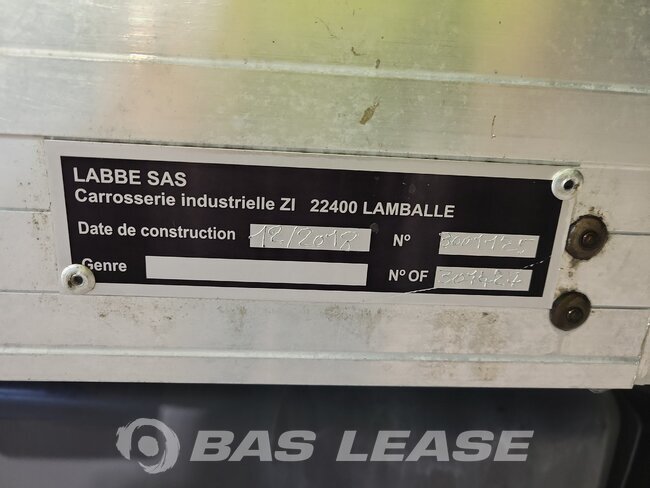 LABBE SAS
Carrosserie industrielle ZI 22400 LAMBALLE
Date de construction 12/2018 N°
Genre N° OF
BAS LEASE